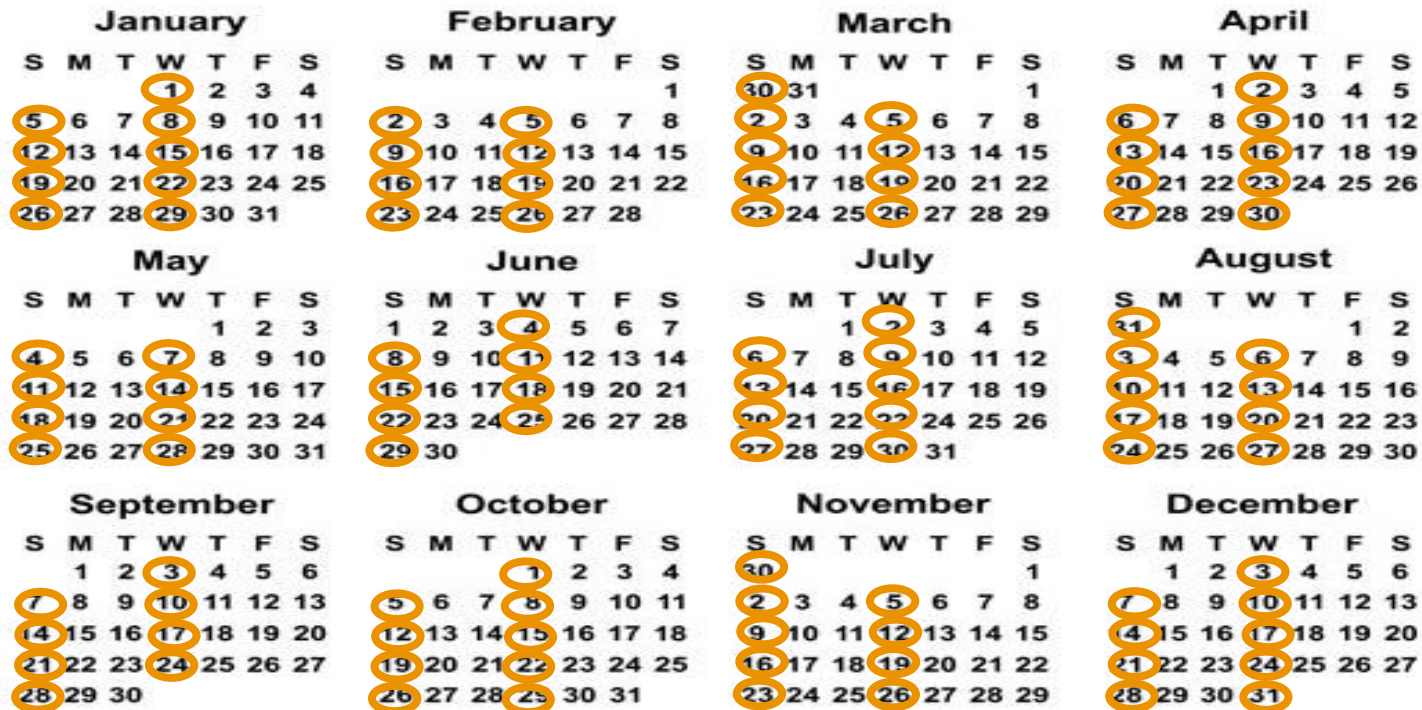 January February March April
S M T W T F S S M T W T F S S M T W T F S S M T W T F S
1 2 3 4 1 30 31 1 1 2 3 4 5
5 6 7 8 9 10 11 2 3 4 5 6 7 8 2 3 4 5 6 7 8 6 7 8 9 10 11 12
12 13 14 15 16 17 18 9 10 11 12 13 14 15 9 10 11 12 13 14 15 13 14 15 16 17 18 19
19 20 21 22 23 24 25 16 17 18 19 20 21 22 16 17 18 19 20 21 22 20 21 22 23 24 25 26
26 27 28 29 30 31 23 24 25 26 27 28 23 24 25 26 27 28 29 27 28 29 30
May June July August
S M T W T F S S M T W T F S S M T W T F S S M T W T F S
1 2 3 1 2 3 4 5 6 7 1 2 3 4 5 31 1 2
4 5 6 7 8 9 10 8 9 10 11 12 13 14 6 7 8 9 10 11 12 3 4 5 6 7 8 9
11 12 13 14 15 16 17 15 16 17 18 19 20 21 13 14 15 16 17 18 19 10 11 12 13 14 15 16
18 19 20 21 22 23 24 22 23 24 25 26 27 28 20 21 22 23 24 25 26 17 18 19 20 21 22 23
25 26 27 28 29 30 31 29 30 27 28 29 30 31 24 25 26 27 28 29 30
September October November December
S M T W T F S S M T W T F S S M T W T F S S M T W T F S
1 2 3 4 5 6 1 2 3 4 30 1 1 2 3 4 5 6
7 8 9 10 11 12 13 5 6 7 8 9 10 11 2 3 4 5 6 7 8 7 8 9 10 11 12 13
14 15 16 17 18 19 20 12 13 14 15 16 17 18 9 10 11 12 13 14 15 14 15 16 17 18 19 20
21 22 23 24 25 26 27 19 20 21 22 23 24 25 16 17 18 19 20 21 22 21 22 23 24 25 26 27
28 29 30 26 27 28 29 30 31 23 24 25 26 27 28 29 28 29 30 31